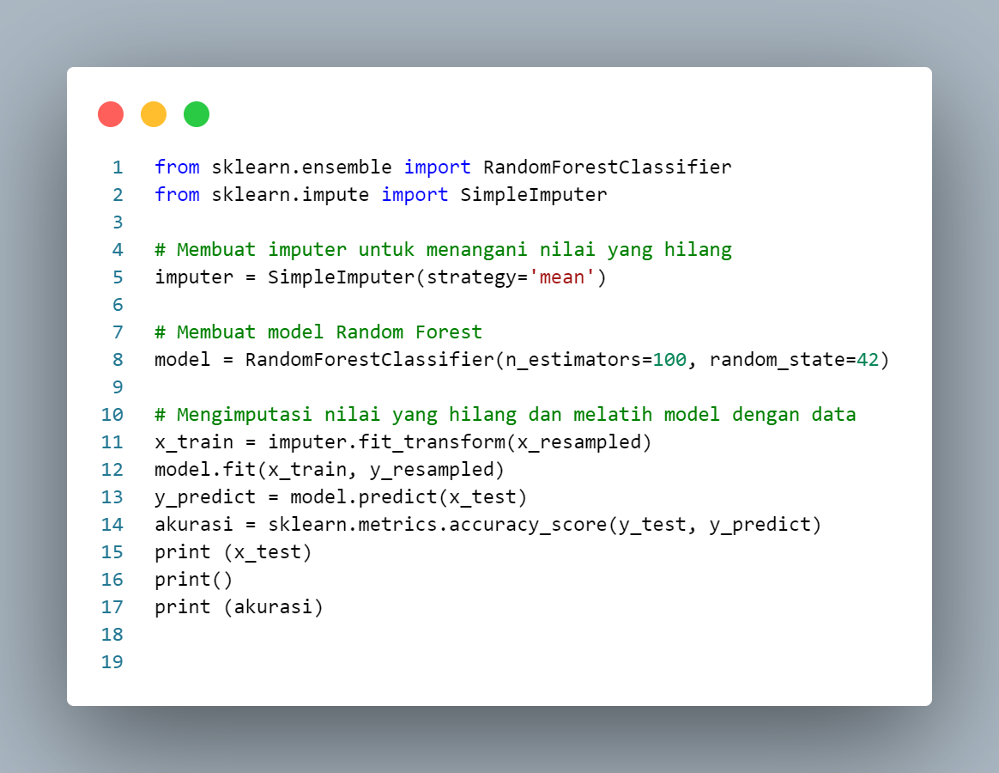 1 from sklearn.ensemble import RandomForestClassifier
2 from sklearn.impute import SimpleImputer
3
4 # Membuat imputer untuk menangani nilai yang hilang
5 imputer = SimpleImputer(strategy='mean')
6
7 # Membuat model Random Forest
8 model = RandomForestClassifier(n_estimators=100, random_state=42)
9
10 # Mengimputasi nilai yang hilang dan melatih model dengan data
11 x_train = imputer.fit_transform(x_resampled)
12 model.fit(x_train, y_resampled)
13 y_predict = model.predict(x_test)
14 akurasi = sklearn.metrics.accuracy_score(y_test, y_predict)
15 print (x_test)
16 print()
17 print (akurasi)
18
19